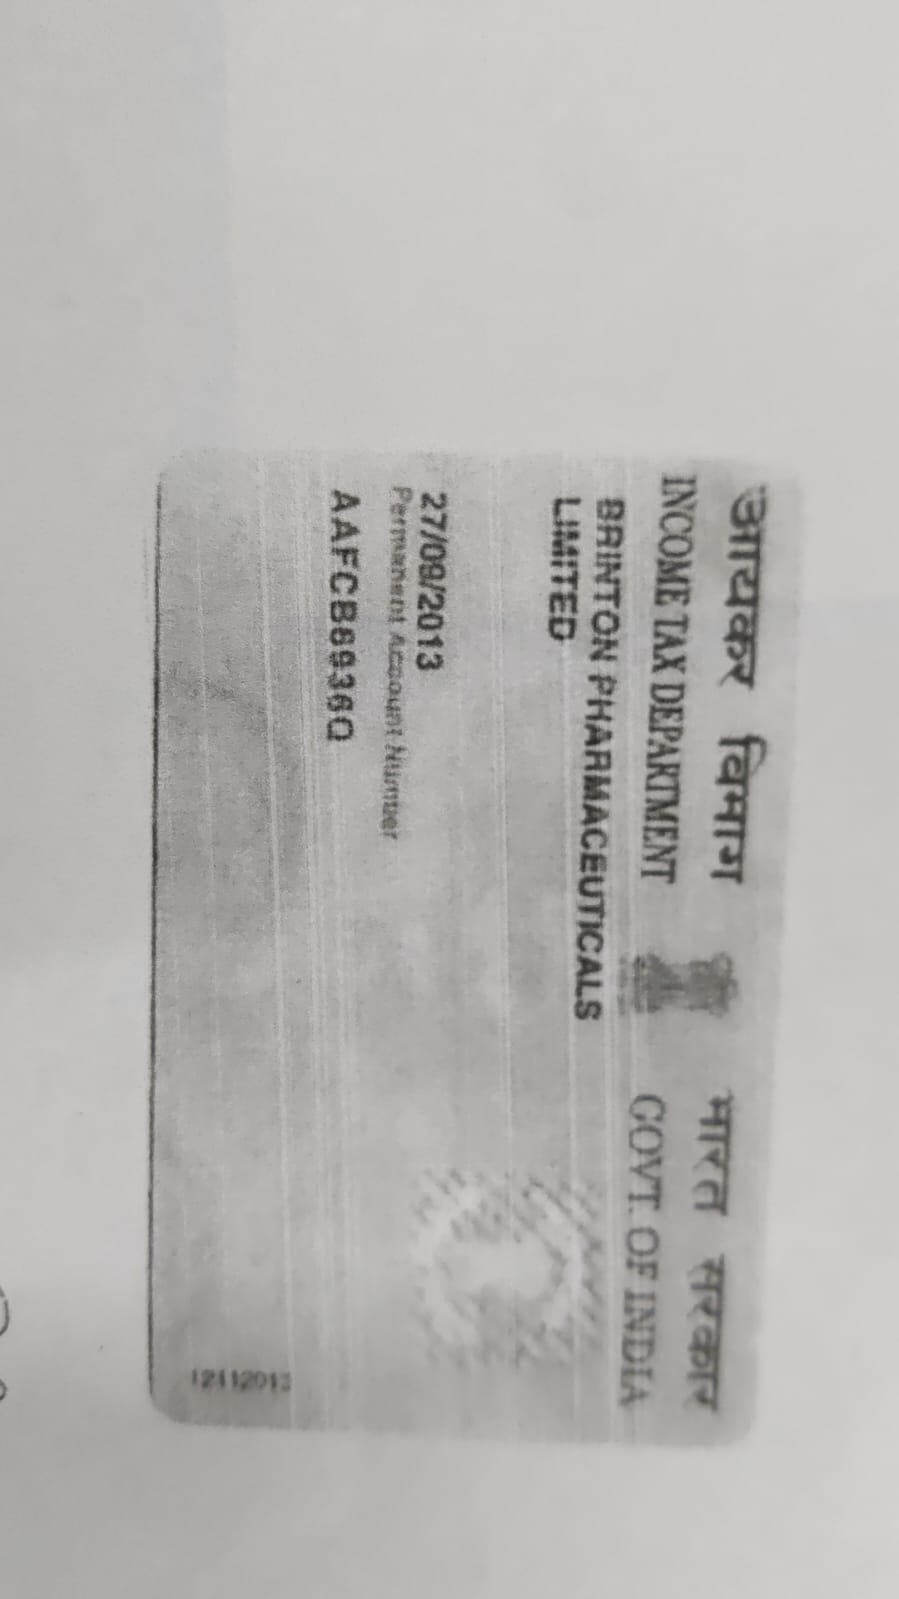 आयकर विभाग
INCOME TAX DEPARTMENT
भारत सरकार
GOVT. OF INDIA
BRINTON PHARMACEUTICALS
LIMITED
27/09/2013
Permanent Account Number
AAFCB6936Q
12112013